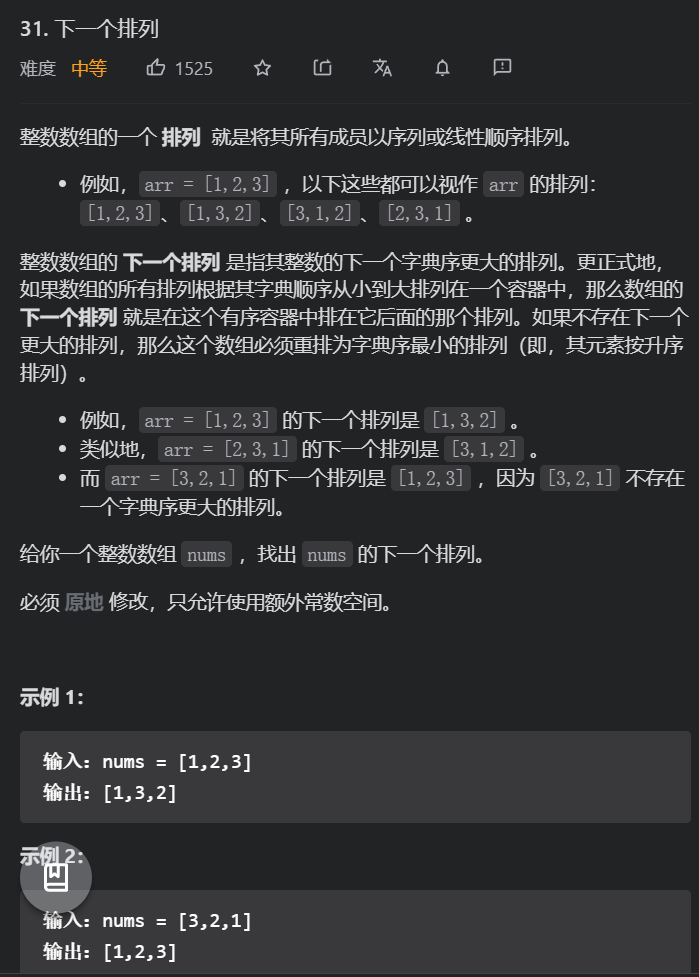 31. 下一个排列
难度 中等 1525
整数数组的一个 排列 就是将其所有成员以序列或线性顺序排列。
例如，arr = [1,2,3] ，以下这些都可以视作 arr 的排列：
[1,2,3]、[1,3,2]、[3,1,2]、[2,3,1] 。
整数数组的 下一个排列 是指其整数的下一个字典序更大的排列。更正式地，
如果数组的所有排列根据其字典顺序从小到大排列在一个容器中，那么数组的
下一个排列 就是在这个有序容器中排在它后面的那个排列。如果不存在下一个
更大的排列，那么这个数组必须重排为字典序最小的排列（即，其元素按升序
排列）。
例如，arr = [1,2,3] 的下一个排列是 [1,3,2] 。
类似地，arr = [2,3,1] 的下一个排列是 [3,1,2] 。
而 arr = [3,2,1] 的下一个排列是 [1,2,3] ，因为 [3,2,1] 不存在
一个字典序更大的排列。
给你一个整数数组 nums ，找出 nums 的下一个排列。
必须 原地 修改，只允许使用额外常数空间。
示例 1：
输入：nums = [1,2,3]
输出：[1,3,2]
示例 2：
输入：nums = [3,2,1]
输出：[1,2,3]